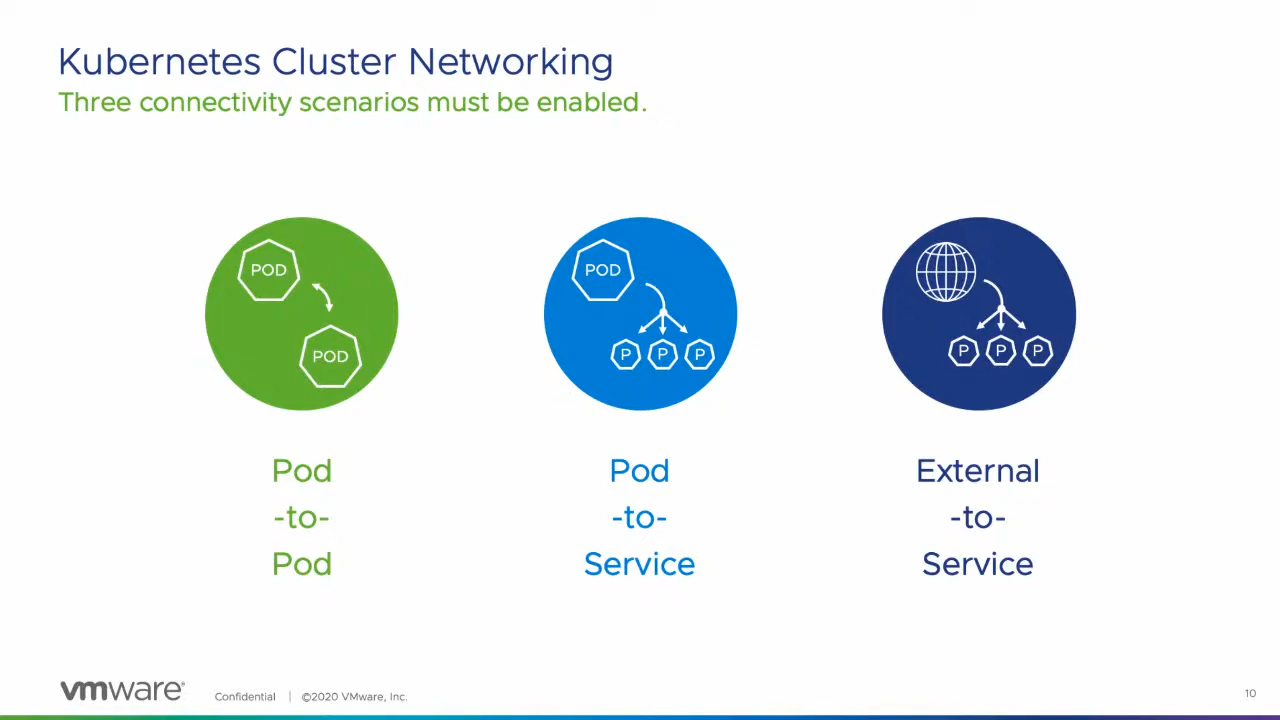 Kubernetes Cluster Networking
Three connectivity scenarios must be enabled.
POD
POD
POD
P P P
P P P
Pod
-to-
Pod
Pod
-to-
Service
External
-to-
Service
vmware®
Confidential | ©2020 VMware, Inc.
10